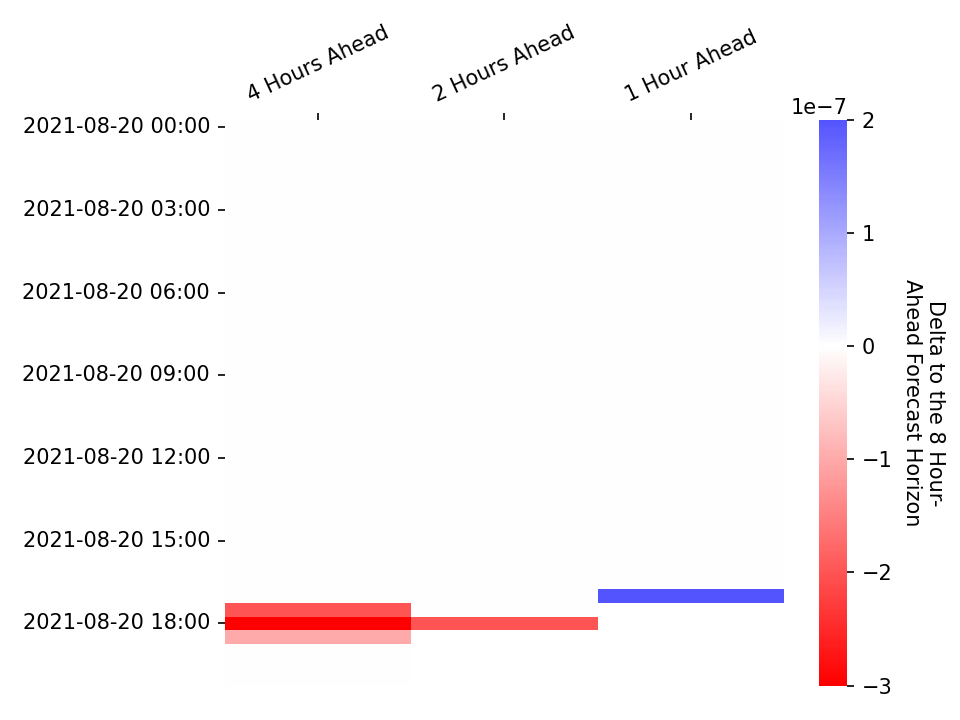 4 Hours Ahead
2 Hours Ahead
1 Hour Ahead
1e−7
2021-08-20 00:00
2021-08-20 03:00
2021-08-20 06:00
2021-08-20 09:00
2021-08-20 12:00
2021-08-20 15:00
2021-08-20 18:00
2
1
0
−1
−2
−3
Delta to the 8 Hour-
Ahead Forecast Horizon